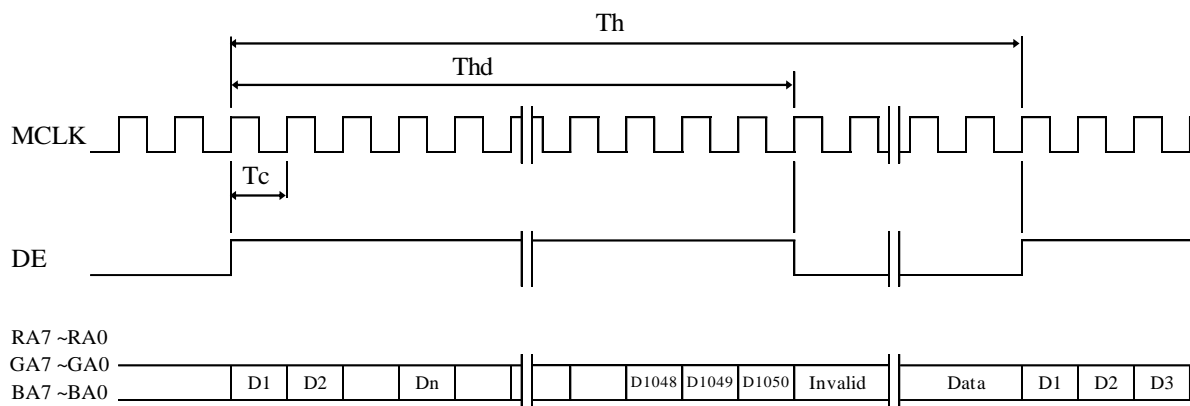 Th
Thd
MCLK
Tc
DE
RA7 ~RA0
GA7 ~GA0
BA7 ~BA0
D1 D2 Dn D1048 D1049 D1050 Invalid Data D1 D2 D3